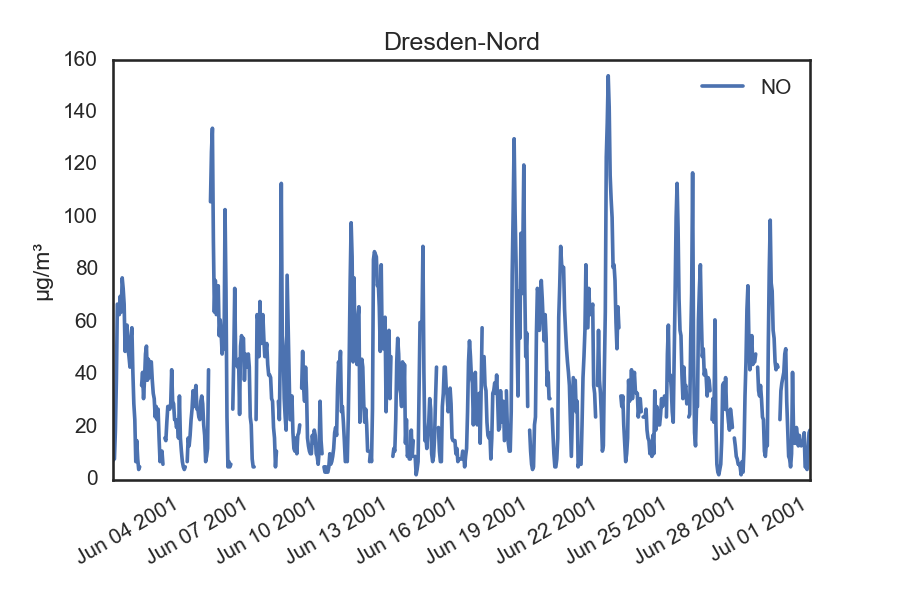 Dresden-Nord
NO
µg/m³
160
140
120
100
80
60
40
20
0
Jun 04 2001
Jun 07 2001
Jun 10 2001
Jun 13 2001
Jun 16 2001
Jun 19 2001
Jun 22 2001
Jun 25 2001
Jun 28 2001
Jul 01 2001